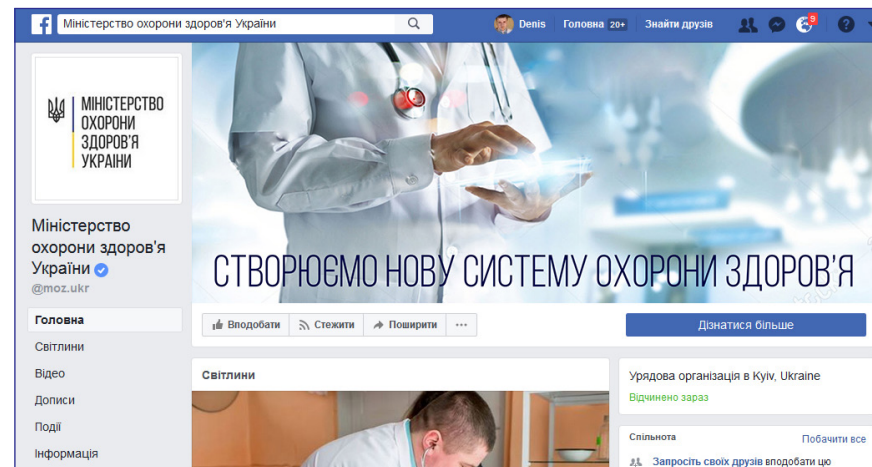 Міністерство охорони здоров'я України
Denis
Головна 20+
Знайти друзів
9
МІНІСТЕРСТВО
ОХОРОНИ
ЗДОРОВ'Я
УКРАЇНИ
Міністерство
охорони здоров'я
України
@moz.ukr
СТВОРЮЄМО НОВУ СИСТЕМУ ОХОРОНИ ЗДОРОВ'Я
Головна
Світлини
Відео
Дописи
Події
Інформація
Вподобати
Стежити
Поширити
Дізнатися більше
Світлини
Урядова організація в Kyiv, Ukraine
Відчинено зараз
Спільнота
Побачити все
Запросіть своїх друзів вподобати цю